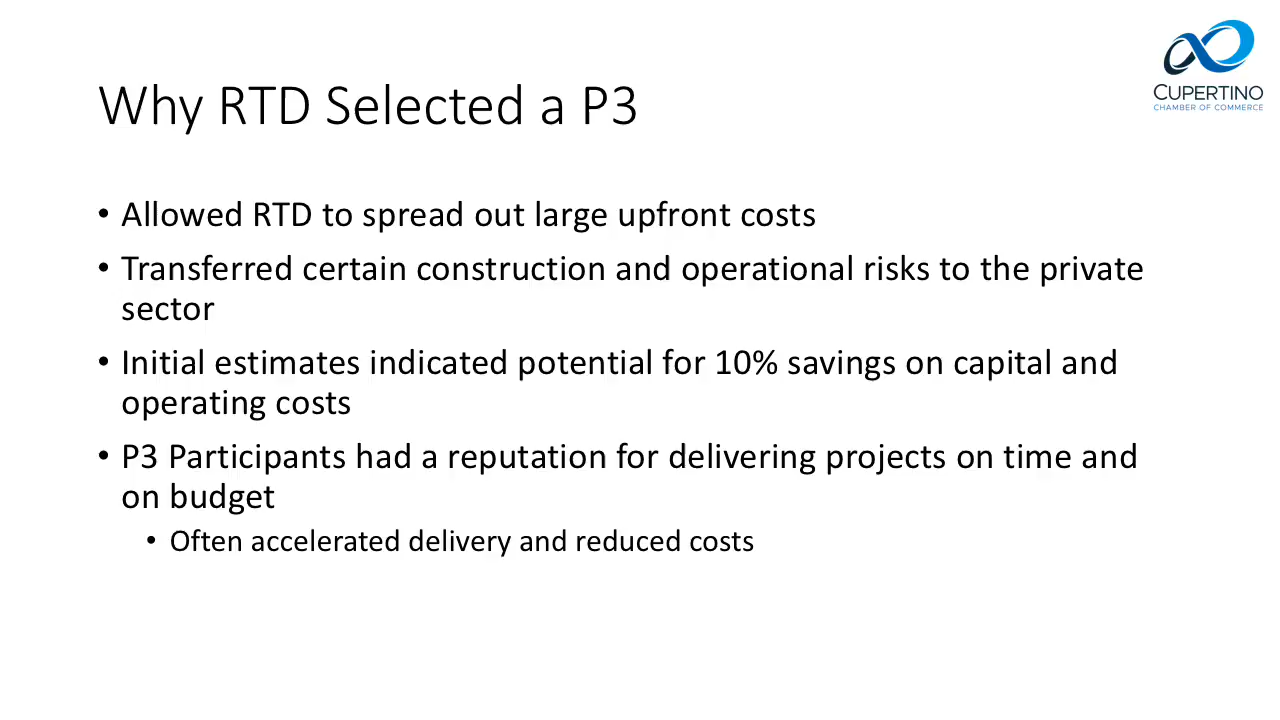 CUPERTINO
CHAMBER OF COMMERCE
Why RTD Selected a P3
• Allowed RTD to spread out large upfront costs
• Transferred certain construction and operational risks to the private
sector
• Initial estimates indicated potential for 10% savings on capital and
operating costs
• P3 Participants had a reputation for delivering projects on time and
on budget
• Often accelerated delivery and reduced costs